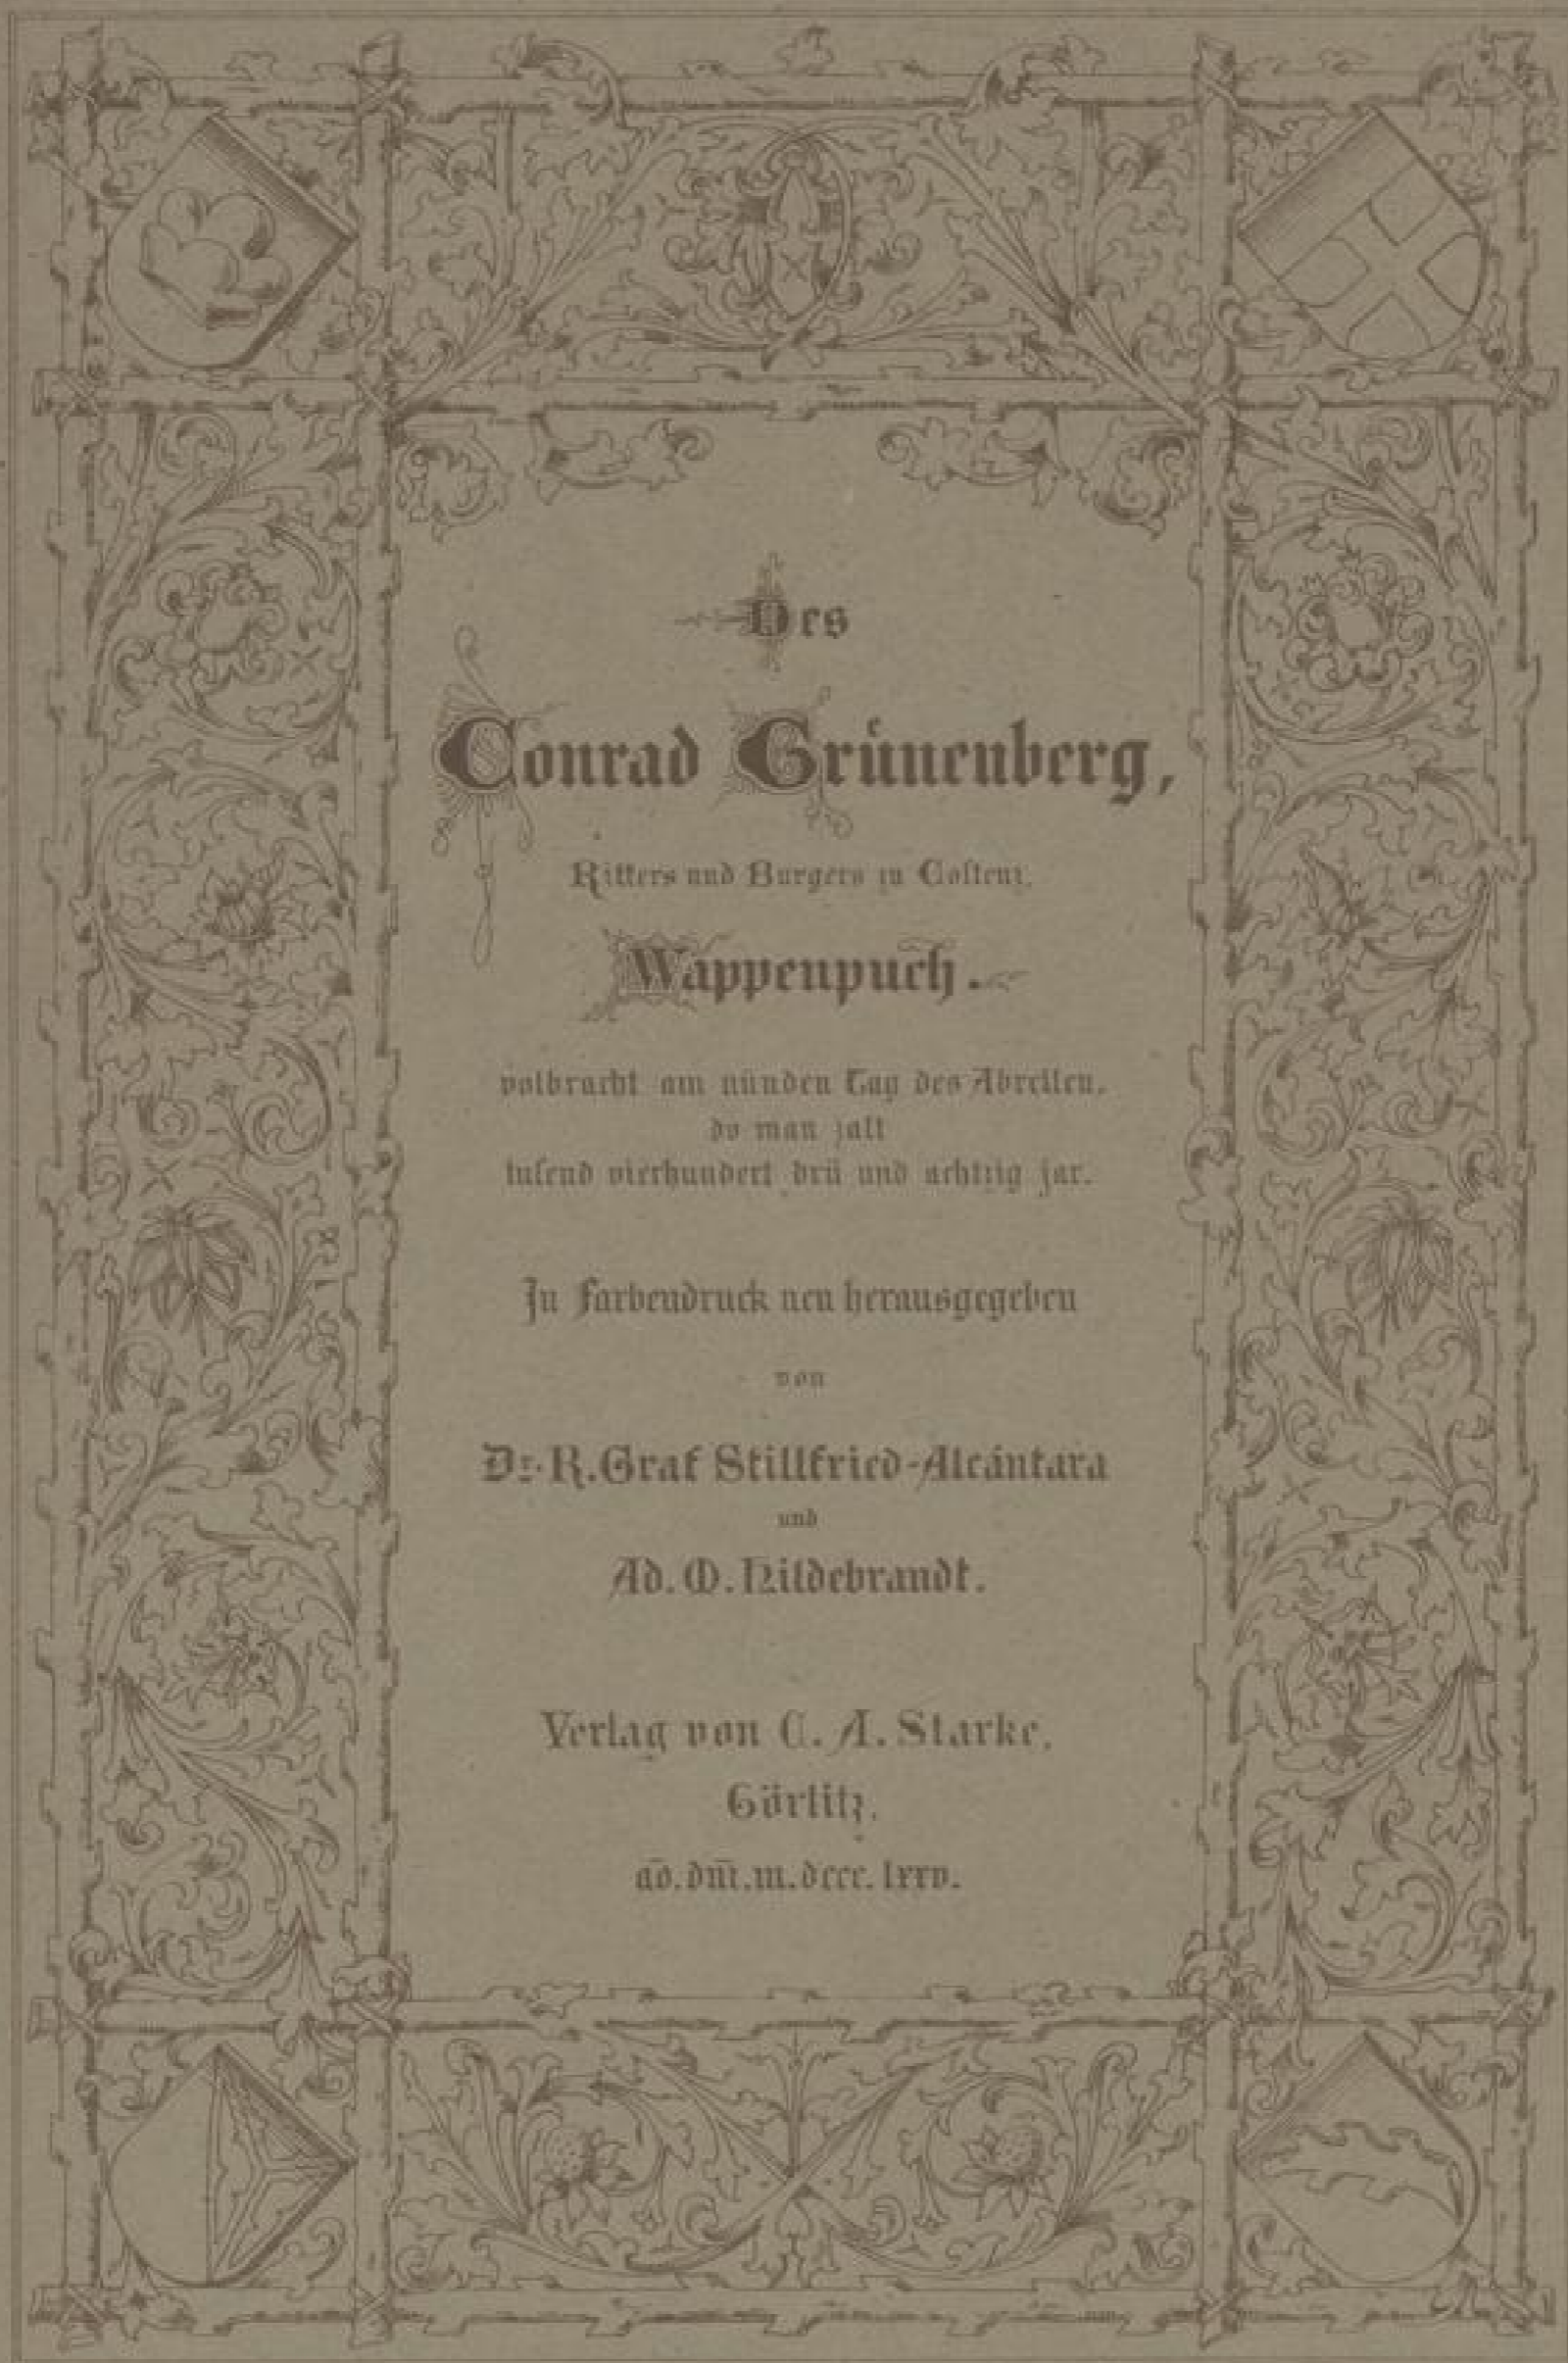 Des
Conrad Grünenberg,
Ritters und Burgers zu Costenz,
Wappenpuch.
volbracht am nünden Tag des Abrellen,
do man zalt
tusend vierhundert drü und achtzig jar.
In Farbendruck neu herausgegeben
von
Dr. R. Graf Stillfried-Alcántara
und
Ad. M. Hildebrandt.
Verlag von C. A. Starke,
Görlitz,
aō. dm̄. m. dccc. lxxv.